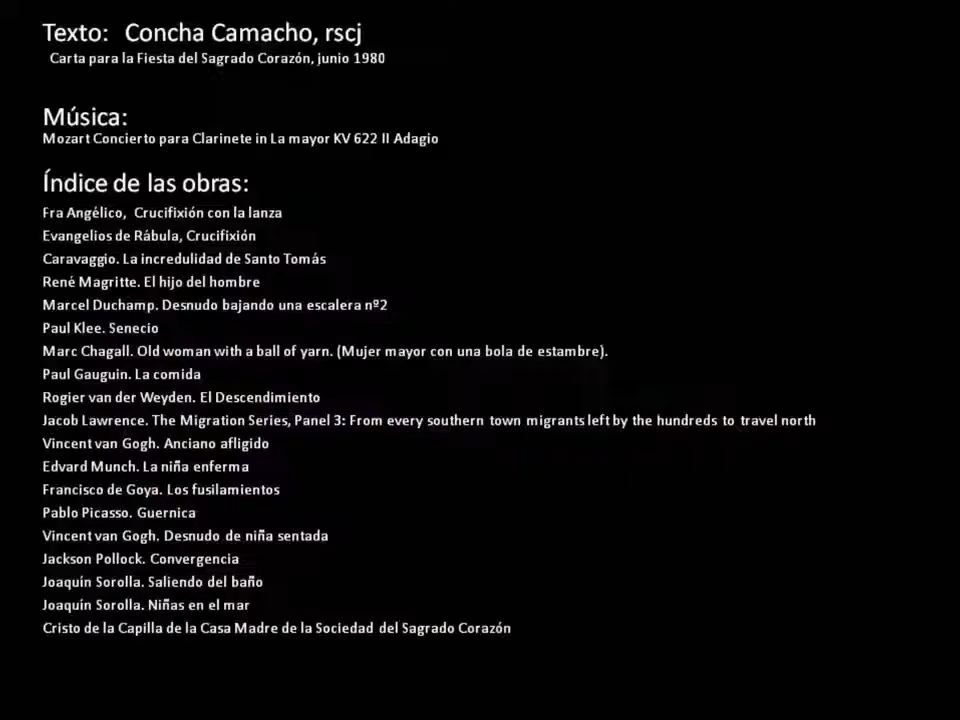 Texto: Concha Camacho, rscj
Carta para la Fiesta del Sagrado Corazón, junio 1980
Música:
Mozart Concierto para Clarinete in La mayor KV 622 II Adagio
Índice de las obras:
Fra Angélico, Crucifixión con la lanza
Evangelios de Rábula, Crucifixión
Caravaggio. La incredulidad de Santo Tomás
René Magritte. El hijo del hombre
Marcel Duchamp. Desnudo bajando una escalera nº2
Paul Klee. Senecio
Marc Chagall. Old woman with a ball of yarn. (Mujer mayor con una bola de estambre).
Paul Gauguin. La comida
Rogier van der Weyden. El Descendimiento
Jacob Lawrence. The Migration Series, Panel 3: From every southern town migrants left by the hundreds to travel north
Vincent van Gogh. Anciano afligido
Edvard Munch. La niña enferma
Francisco de Goya. Los fusilamientos
Pablo Picasso. Guernica
Vincent van Gogh. Desnudo de niña sentada
Jackson Pollock. Convergencia
Joaquín Sorolla. Saliendo del baño
Joaquín Sorolla. Niñas en el mar
Cristo de la Capilla de la Casa Madre de la Sociedad del Sagrado Corazón